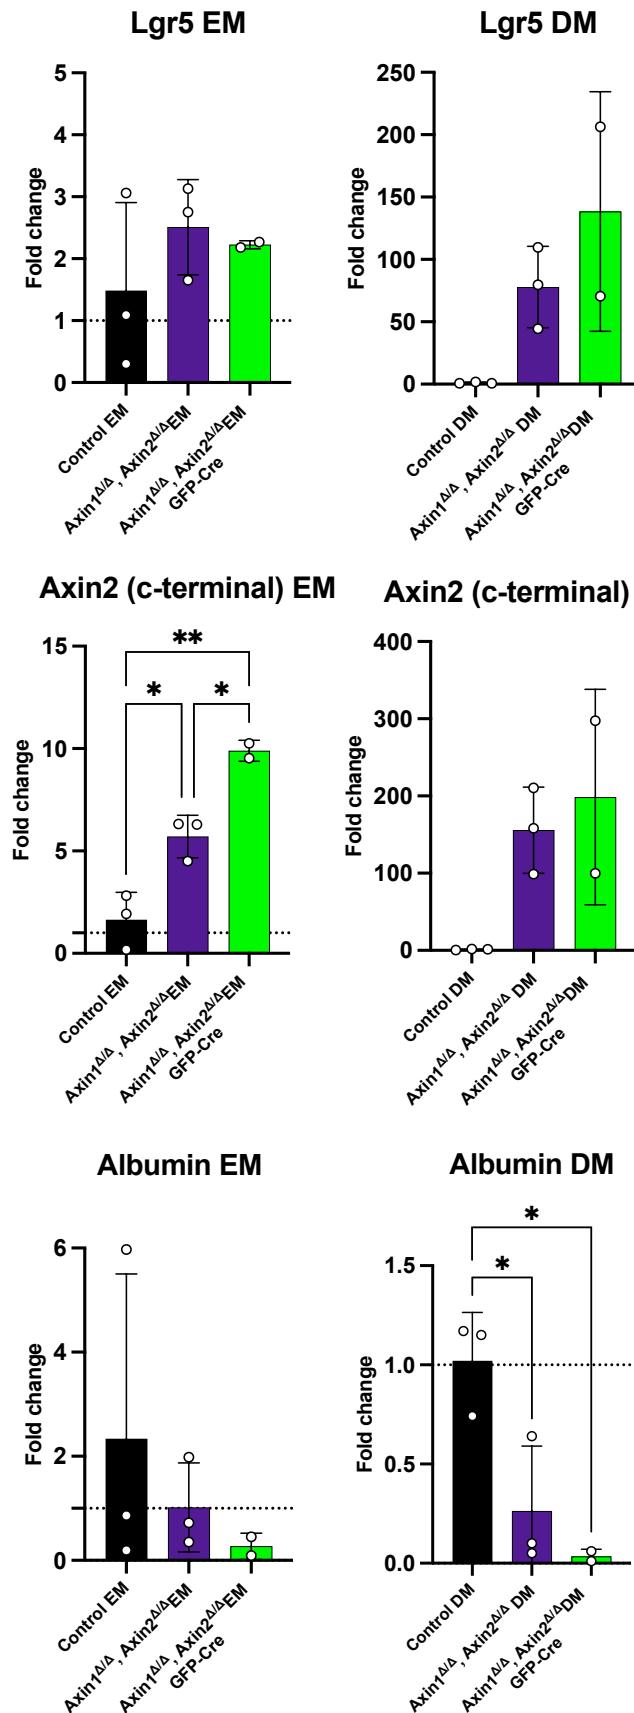 Lgr5 EM
Fold change
5
4
3
2
1
0
Control EM
Axin1Δ/Δ, Axin2Δ/ΔEM
Axin1Δ/Δ, Axin2Δ/ΔEM
GFP-Cre
Lgr5 DM
Fold change
250
200
150
100
50
0
Control DM
Axin1Δ/Δ, Axin2Δ/Δ DM
Axin1Δ/Δ, Axin2Δ/ΔDM
GFP-Cre
Axin2 (c-terminal) EM
Fold change
15
10
5
0
**
*
*
Control EM
Axin1Δ/Δ, Axin2Δ/ΔEM
Axin1Δ/Δ, Axin2Δ/ΔEM
GFP-Cre
Axin2 (c-terminal)
Fold change
400
300
200
100
0
Control DM
Axin1Δ/Δ, Axin2Δ/Δ DM
Axin1Δ/Δ, Axin2Δ/ΔDM
GFP-Cre
Albumin EM
Fold change
6
4
2
0
Control EM
Axin1Δ/Δ, Axin2Δ/ΔEM
Axin1Δ/Δ, Axin2Δ/ΔEM
GFP-Cre
Albumin DM
Fold change
1.5
1.0
0.5
0.0
*
*
Control DM
Axin1Δ/Δ, Axin2Δ/Δ DM
Axin1Δ/Δ, Axin2Δ/ΔDM
GFP-Cre